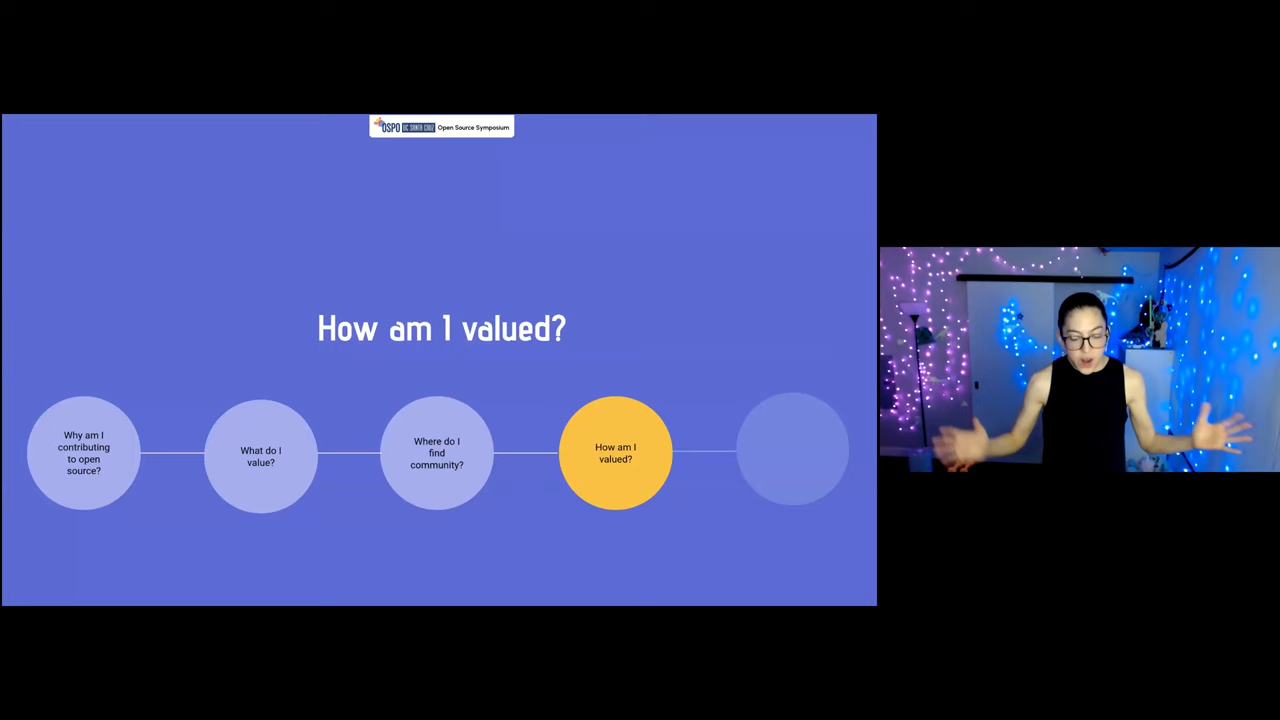 OSPO UC SANTA CRUZ Open Source Symposium
How am I valued?
Why am I
contributing
to open
source?
What do I
value?
Where do I
find
community?
How am I
valued?